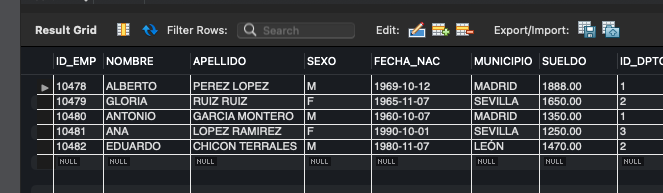 Result Grid Filter Rows: Search Edit: Export/Import:
ID_EMP NOMBRE APELLIDO SEXO FECHA_NAC MUNICIPIO SUELDO ID_DPTO
10478 ALBERTO PEREZ LOPEZ M 1969-10-12 MADRID 1888.00 1
10479 GLORIA RUIZ RUIZ F 1965-11-07 SEVILLA 1650.00 2
10480 ANTONIO GARCIA MONTERO M 1960-10-07 MADRID 1350.00 1
10481 ANA LOPEZ RAMIREZ F 1990-10-01 SEVILLA 1250.00 3
10482 EDUARDO CHICON TERRALES M 1980-11-07 LEÓN 1470.00 2
NULL NULL NULL NULL NULL NULL NULL NULL